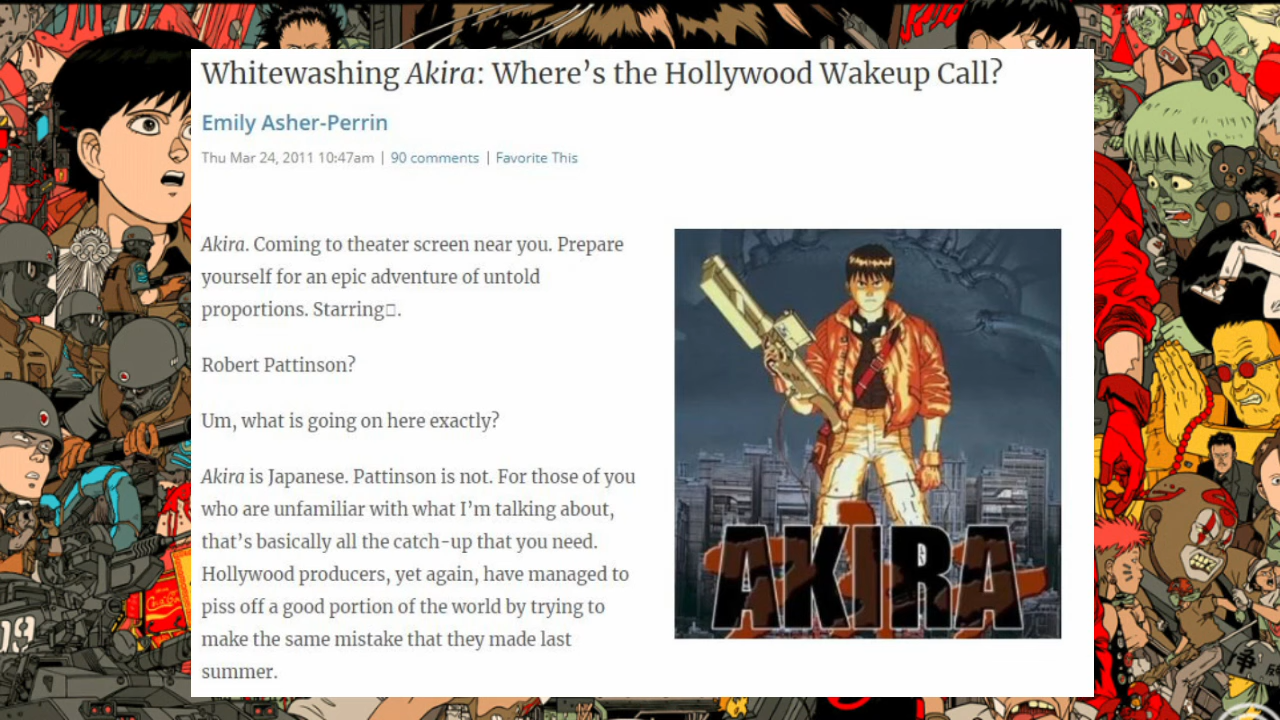 Whitewashing Akira: Where’s the Hollywood Wakeup Call?
Emily Asher-Perrin
Thu Mar 24, 2011 10:47am | 90 comments | Favorite This
Akira. Coming to theater screen near you. Prepare
yourself for an epic adventure of untold
proportions. Starring▯.
Robert Pattinson?
Um, what is going on here exactly?
Akira is Japanese. Pattinson is not. For those of you
who are unfamiliar with what I’m talking about,
that’s basically all the catch-up that you need.
Hollywood producers, yet again, have managed to
piss off a good portion of the world by trying to
make the same mistake that they made last
summer.
AKIRA
19